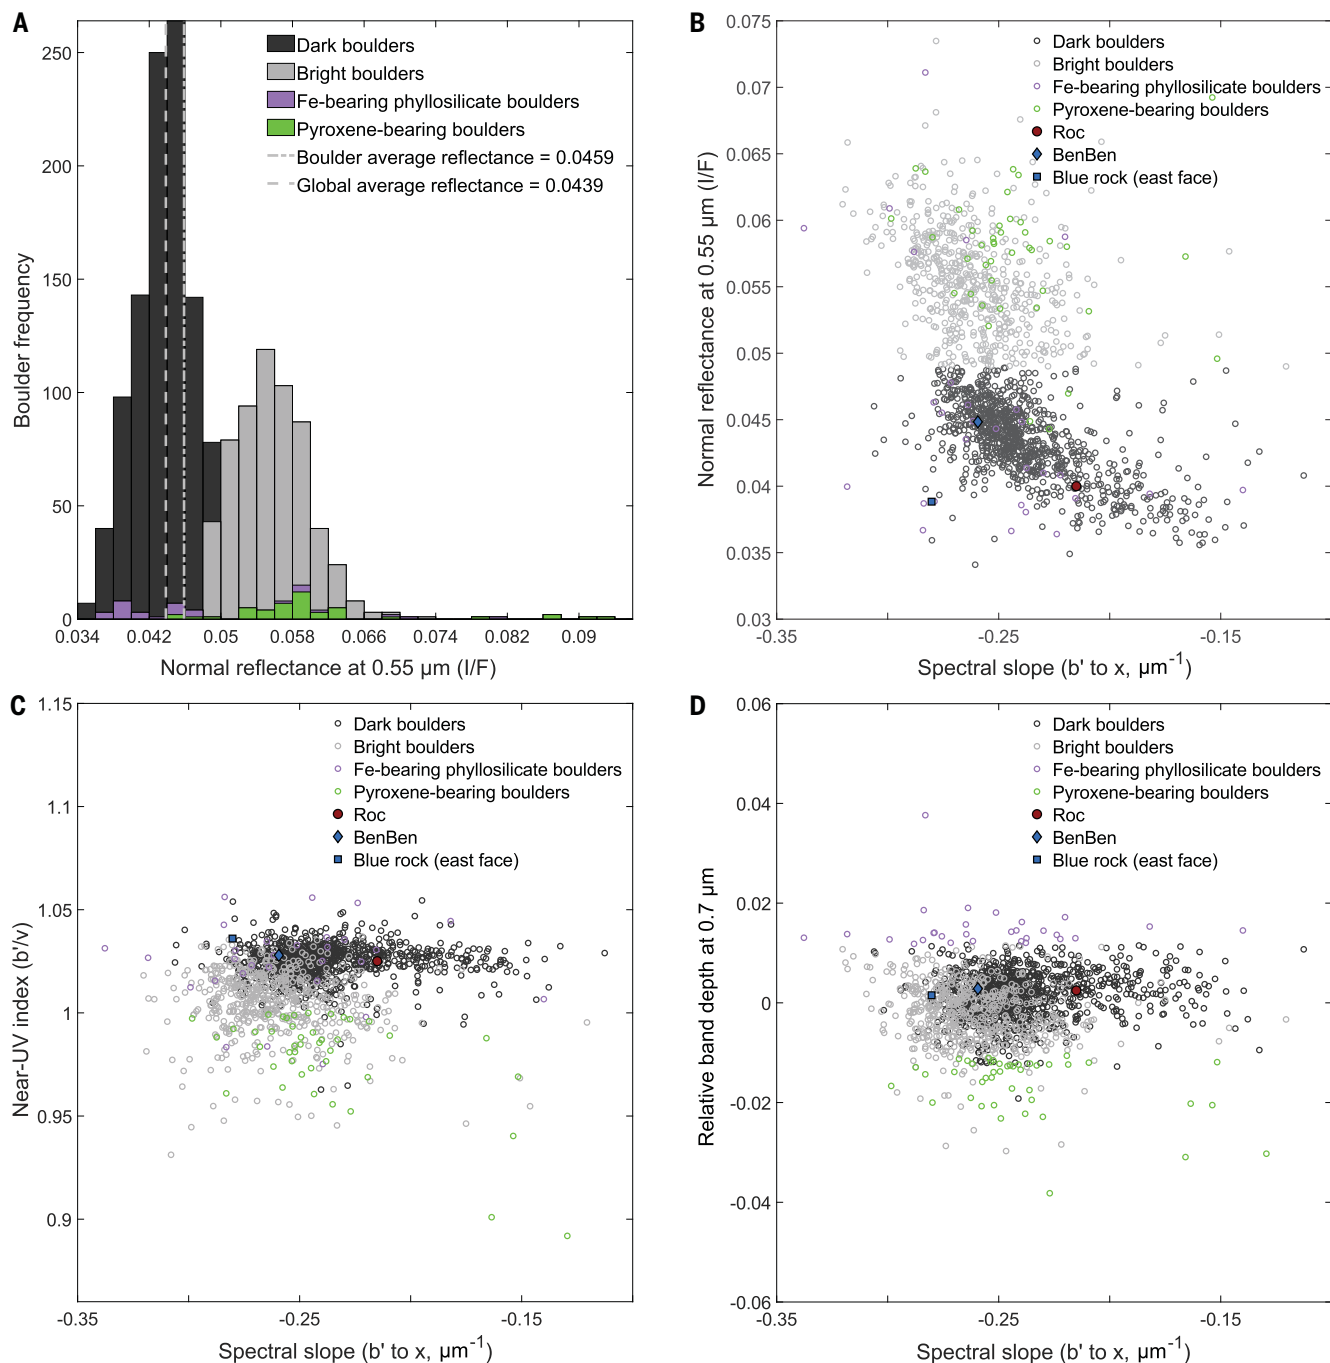 A
250
200
150
100
50
0
Boulder frequency
Dark boulders
Bright boulders
Fe-bearing phyllosilicate boulders
Pyroxene-bearing boulders
Boulder average reflectance = 0.0459
Global average reflectance = 0.0439
0.034 0.042 0.05 0.058 0.066 0.074 0.082 0.09
Normal reflectance at 0.55 µm (I/F)
B
0.075
0.07
0.065
0.06
0.055
0.05
0.045
0.04
0.035
0.03
Normal reflectance at 0.55 µm (I/F)
Dark boulders
Bright boulders
Fe-bearing phyllosilicate boulders
Pyroxene-bearing boulders
Roc
BenBen
Blue rock (east face)
-0.35 -0.25 -0.15
Spectral slope (b' to x, µm⁻¹)
C
1.15
1.1
1.05
1
0.95
0.9
Near-UV index (b'/v)
Dark boulders
Bright boulders
Fe-bearing phyllosilicate boulders
Pyroxene-bearing boulders
Roc
BenBen
Blue rock (east face)
-0.35 -0.25 -0.15
Spectral slope (b' to x, µm⁻¹)
D
0.06
0.04
0.02
0
-0.02
-0.04
-0.06
Relative band depth at 0.7 µm
Dark boulders
Bright boulders
Fe-bearing phyllosilicate boulders
Pyroxene-bearing boulders
Roc
BenBen
Blue rock (east face)
-0.35 -0.25 -0.15
Spectral slope (b' to x, µm⁻¹)